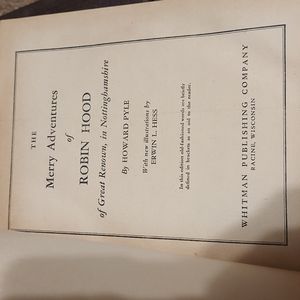 THE
Merry Adventures
of
ROBIN HOOD
of Great Renown, in Nottinghamshire
By HOWARD PYLE
With new illustrations by
ERWIN L. HESS
In this edition old-fashioned words are briefly
defined in brackets as an aid to the reader.
WHITMAN PUBLISHING COMPANY
RACINE, WISCONSIN